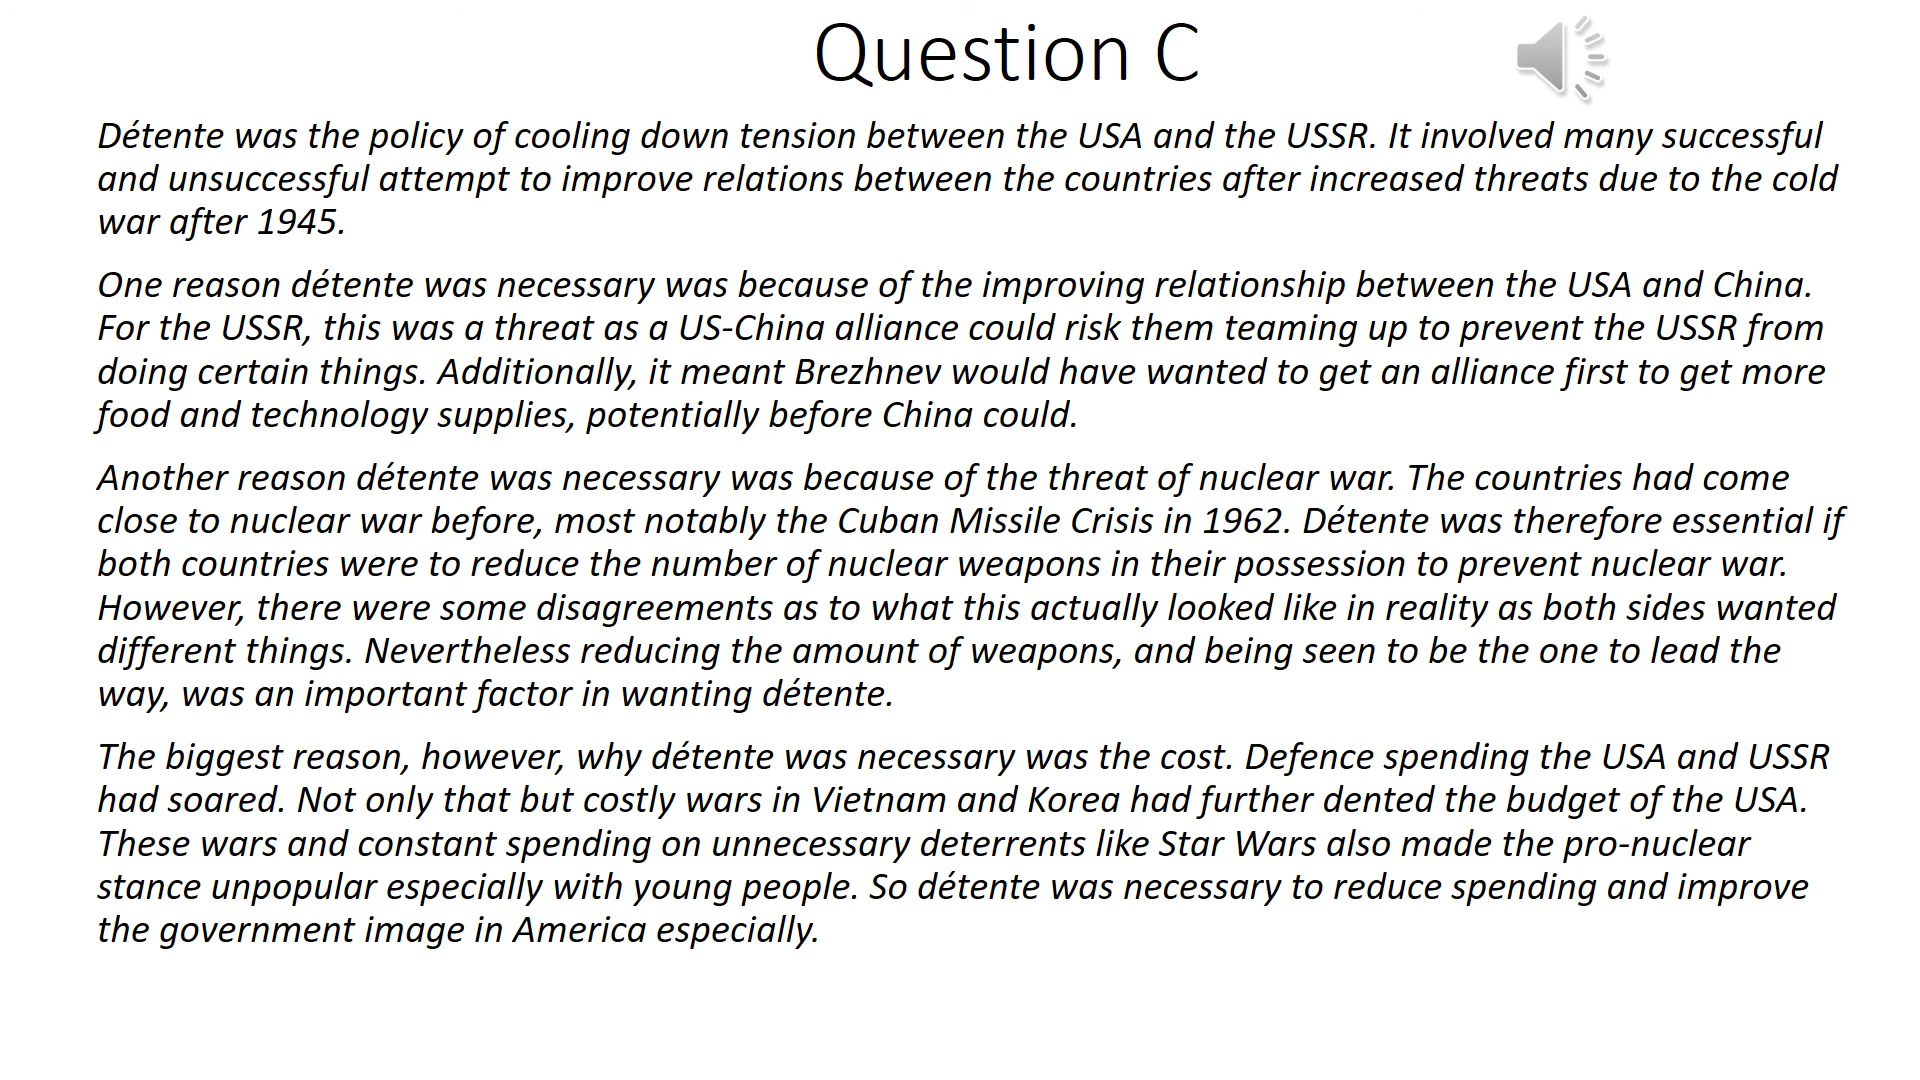 Question C
Détente was the policy of cooling down tension between the USA and the USSR. It involved many successful
and unsuccessful attempt to improve relations between the countries after increased threats due to the cold
war after 1945.
One reason détente was necessary was because of the improving relationship between the USA and China.
For the USSR, this was a threat as a US-China alliance could risk them teaming up to prevent the USSR from
doing certain things. Additionally, it meant Brezhnev would have wanted to get an alliance first to get more
food and technology supplies, potentially before China could.
Another reason détente was necessary was because of the threat of nuclear war. The countries had come
close to nuclear war before, most notably the Cuban Missile Crisis in 1962. Détente was therefore essential if
both countries were to reduce the number of nuclear weapons in their possession to prevent nuclear war.
However, there were some disagreements as to what this actually looked like in reality as both sides wanted
different things. Nevertheless reducing the amount of weapons, and being seen to be the one to lead the
way, was an important factor in wanting détente.
The biggest reason, however, why détente was necessary was the cost. Defence spending the USA and USSR
had soared. Not only that but costly wars in Vietnam and Korea had further dented the budget of the USA.
These wars and constant spending on unnecessary deterrents like Star Wars also made the pro-nuclear
stance unpopular especially with young people. So détente was necessary to reduce spending and improve
the government image in America especially.